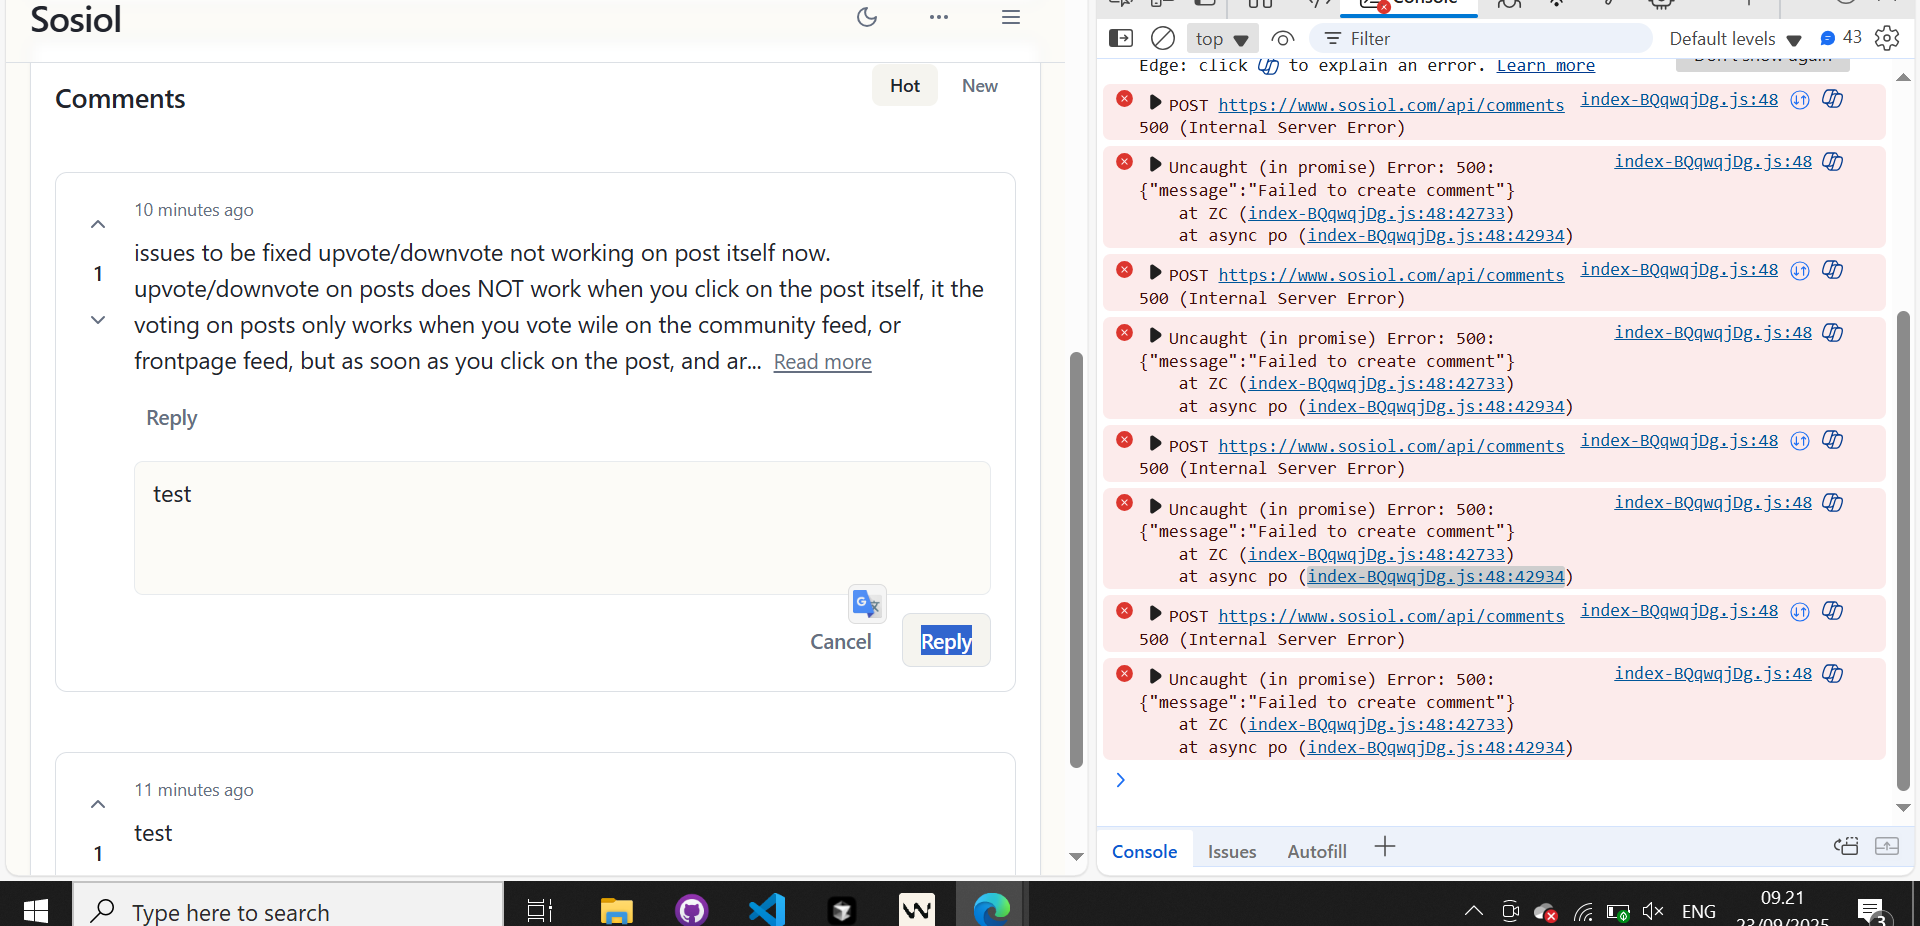 Sosiol
Comments
Hot
New
10 minutes ago
1
issues to be fixed upvote/downvote not working on post itself now.
upvote/downvote on posts does NOT work when you click on the post itself, it the
voting on posts only works when you vote wile on the community feed, or
frontpage feed, but as soon as you click on the post, and ar... Read more
Reply
test
Cancel
Reply
11 minutes ago
test
1
Console
top
Filter
Default levels
43
Edge: click to explain an error. Learn more
Don't show again
POST https://www.sosiol.com/api/comments index-BQqwqjDg.js:48
500 (Internal Server Error)
Uncaught (in promise) Error: 500: index-BQqwqjDg.js:48
{"message":"Failed to create comment"}
at ZC (index-BQqwqjDg.js:48:42733)
at async po (index-BQqwqjDg.js:48:42934)
POST https://www.sosiol.com/api/comments index-BQqwqjDg.js:48
500 (Internal Server Error)
Uncaught (in promise) Error: 500: index-BQqwqjDg.js:48
{"message":"Failed to create comment"}
at ZC (index-BQqwqjDg.js:48:42733)
at async po (index-BQqwqjDg.js:48:42934)
POST https://www.sosiol.com/api/comments index-BQqwqjDg.js:48
500 (Internal Server Error)
Uncaught (in promise) Error: 500: index-BQqwqjDg.js:48
{"message":"Failed to create comment"}
at ZC (index-BQqwqjDg.js:48:42733)
at async po (index-BQqwqjDg.js:48:42934)
POST https://www.sosiol.com/api/comments index-BQqwqjDg.js:48
500 (Internal Server Error)
Uncaught (in promise) Error: 500: index-BQqwqjDg.js:48
{"message":"Failed to create comment"}
at ZC (index-BQqwqjDg.js:48:42733)
at async po (index-BQqwqjDg.js:48:42934)
Console
Issues
Autofill
Type here to search
ENG
09.21
23/09/2025
3